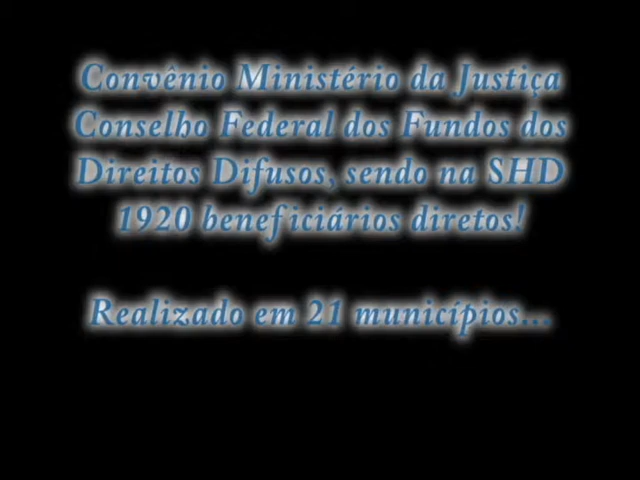 Convênio Ministério da Justiça
Conselho Federal dos Fundos dos
Direitos Difusos, sendo na SHD
1920 beneficiários diretos!
Realizado em 21 municípios...